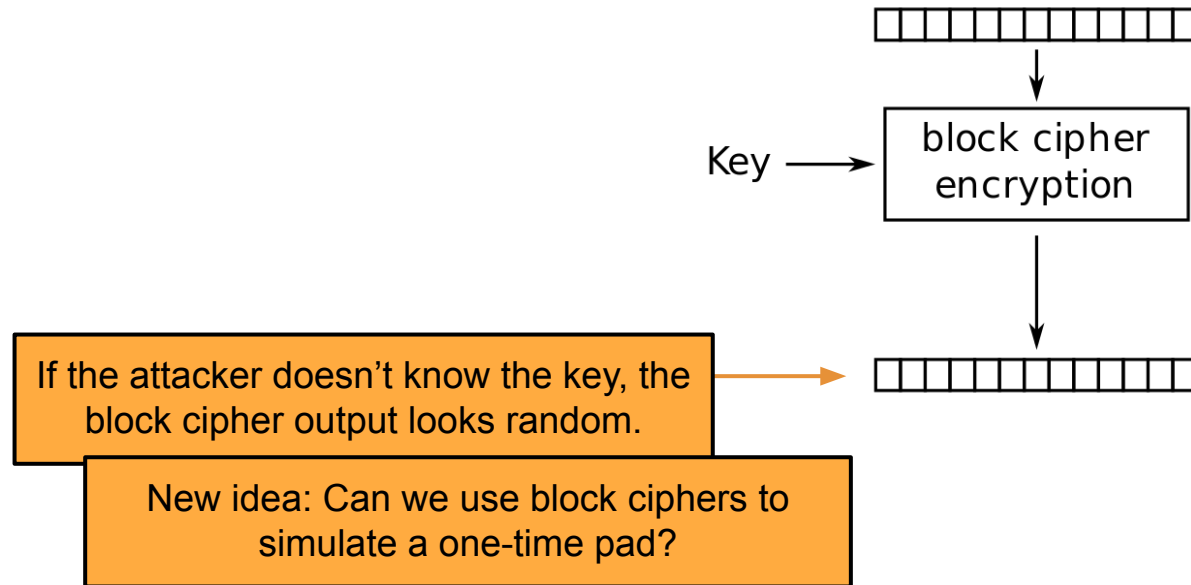 block cipher
encryption
Key
If the attacker doesn’t know the key, the
block cipher output looks random.
New idea: Can we use block ciphers to
simulate a one-time pad?